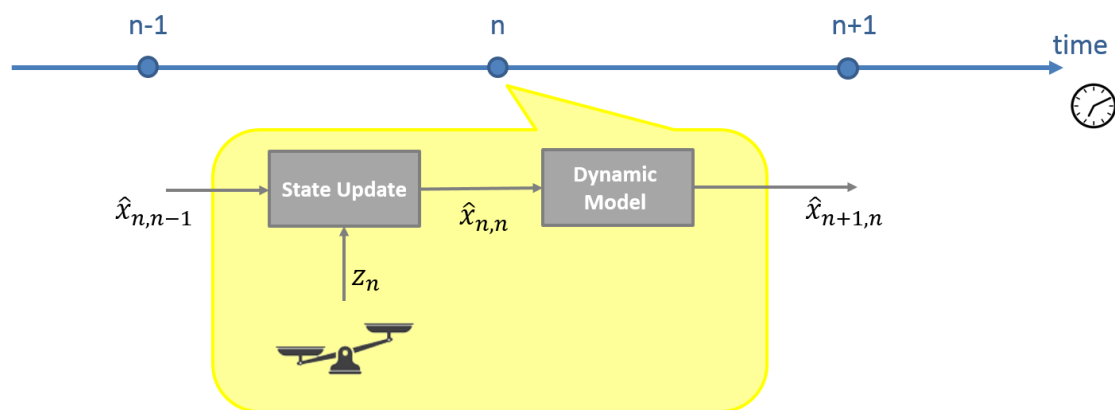 n-1
n
n+1
time
State Update
Dynamic
Model
x̂ₙ,ₙ₋₁
x̂ₙ,ₙ
x̂ₙ₊₁,ₙ
zₙ